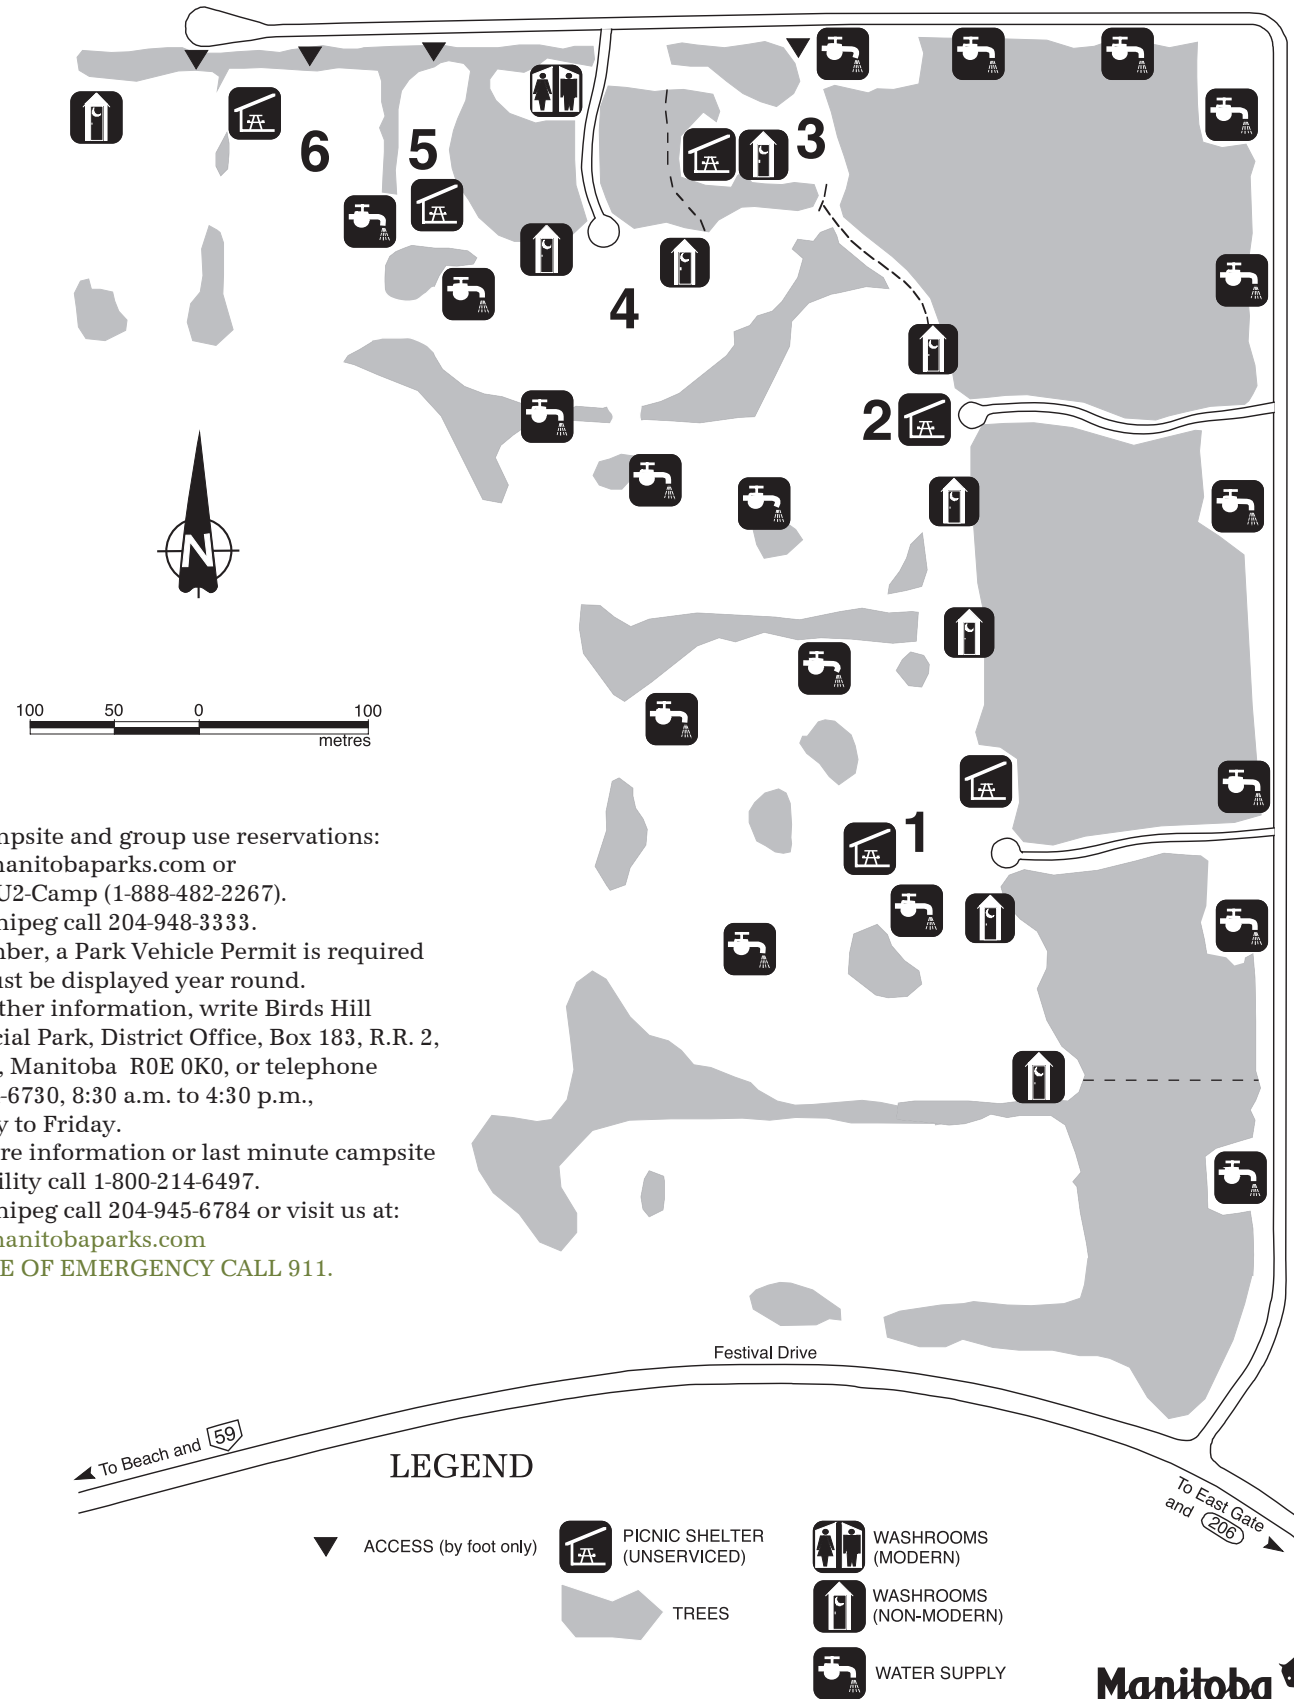 6
5
3
4
2
N
100 50 0 100
metres
1
campsite and group use reservations:
manitobaparks.com or
U2-Camp (1-888-482-2267).
nipeg call 204-948-3333.
mber, a Park Vehicle Permit is required
ust be displayed year round.
ther information, write Birds Hill
cial Park, District Office, Box 183, R.R. 2,
, Manitoba R0E 0K0, or telephone
-6730, 8:30 a.m. to 4:30 p.m.,
y to Friday.
re information or last minute campsite
ility call 1-800-214-6497.
nipeg call 204-945-6784 or visit us at:
manitobaparks.com
E OF EMERGENCY CALL 911.
Festival Drive
To Beach and 59
To East Gate
and 206
LEGEND
ACCESS (by foot only)
PICNIC SHELTER
(UNSERVICED)
TREES
WASHROOMS
(MODERN)
WASHROOMS
(NON-MODERN)
WATER SUPPLY
Manitoba